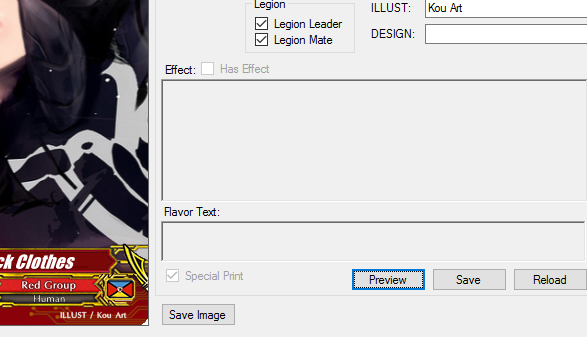 Legion
Legion Leader
Legion Mate
ILLUST: Kou Art
DESIGN:
Effect: Has Effect
Flavor Text:
Special Print
Preview Save Reload
Save Image
Clothes
Red Group
Human
ILLUST / Kou Art